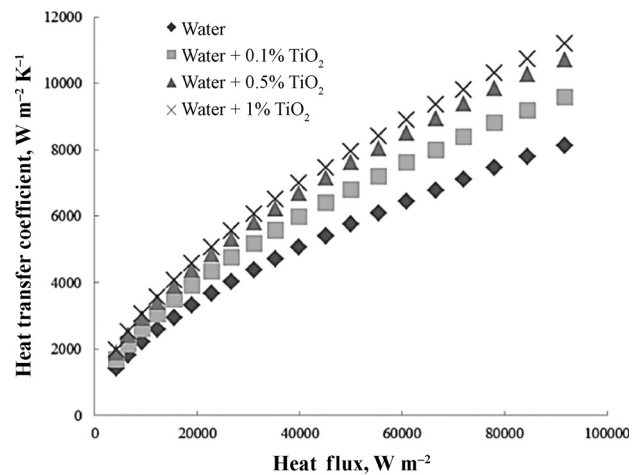 Heat transfer coefficient, W m⁻² K⁻¹
12000
10000
8000
6000
4000
2000
0
Water
Water + 0.1% TiO₂
Water + 0.5% TiO₂
Water + 1% TiO₂
0
20000
40000
60000
80000
100000
Heat flux, W m⁻²